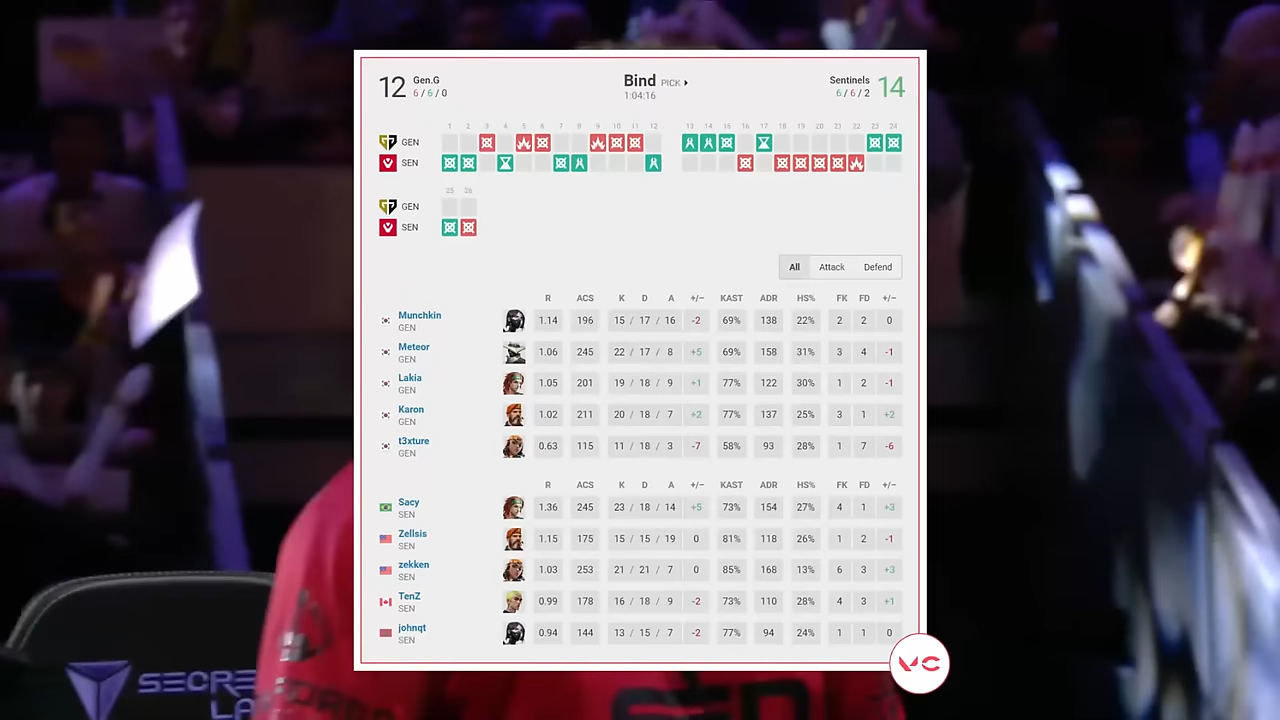 12 Gen.G Bind PICK Sentinels 14
6 / 6 / 0 1:04:16 6 / 6 / 2
1 2 3 4 5 6 7 8 9 10 11 12 13 14 15 16 17 18 19 20 21 22 23 24
GEN
SEN
25 26
GEN
SEN
All Attack Defend
R ACS K D A +/− KAST ADR HS% FK FD +/−
Munchkin 1.14 196 15 / 17 / 16 -2 69% 138 22% 2 2 0
GEN
Meteor 1.06 245 22 / 17 / 8 +5 69% 158 31% 3 4 -1
GEN
Lakia 1.05 201 19 / 18 / 9 +1 77% 122 30% 1 2 -1
GEN
Karon 1.02 211 20 / 18 / 7 +2 77% 137 25% 3 1 +2
GEN
t3xture 0.63 115 11 / 18 / 3 -7 58% 93 28% 1 7 -6
GEN
R ACS K D A +/− KAST ADR HS% FK FD +/−
Sacy 1.36 245 23 / 18 / 14 +5 73% 154 27% 4 1 +3
SEN
Zellsis 1.15 175 15 / 15 / 19 0 81% 118 26% 1 2 -1
SEN
zekken 1.03 253 21 / 21 / 7 0 85% 168 13% 6 3 +3
SEN
TenZ 0.99 178 16 / 18 / 9 -2 73% 110 28% 4 3 +1
SEN
johnqt 0.94 144 13 / 15 / 7 -2 77% 94 24% 1 1 0
SEN
VC